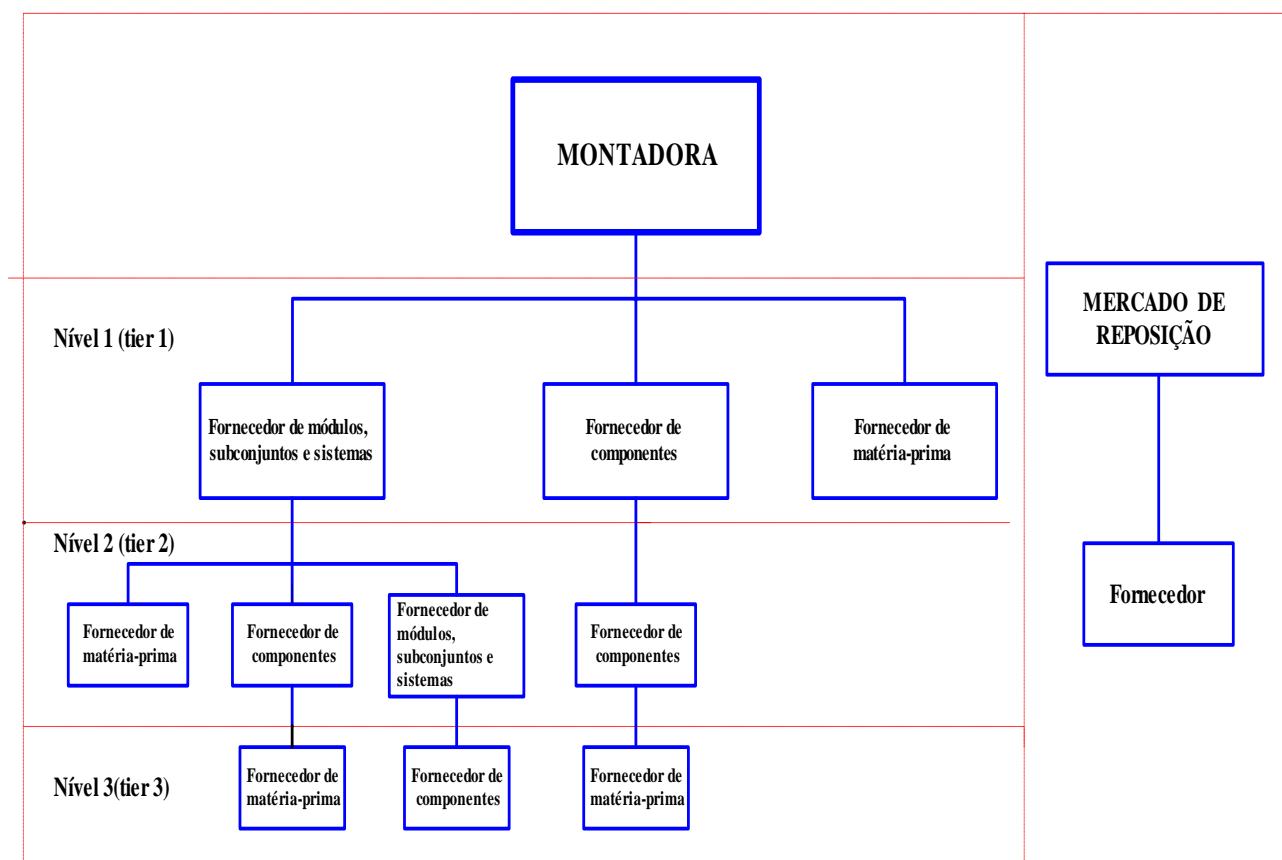 MONTADORA
MERCADO DE
REPOSIÇÃO
Nível 1 (tier 1)
Fornecedor de módulos,
subconjuntos e sistemas
Fornecedor de
componentes
Fornecedor de
matéria-prima
Nível 2 (tier 2)
Fornecedor
Fornecedor de
matéria-prima
Fornecedor de
componentes
Fornecedor de
módulos,
subconjuntos e
sistemas
Fornecedor de
componentes
Nível 3(tier 3)
Fornecedor de
matéria-prima
Fornecedor de
componentes
Fornecedor de
matéria-prima